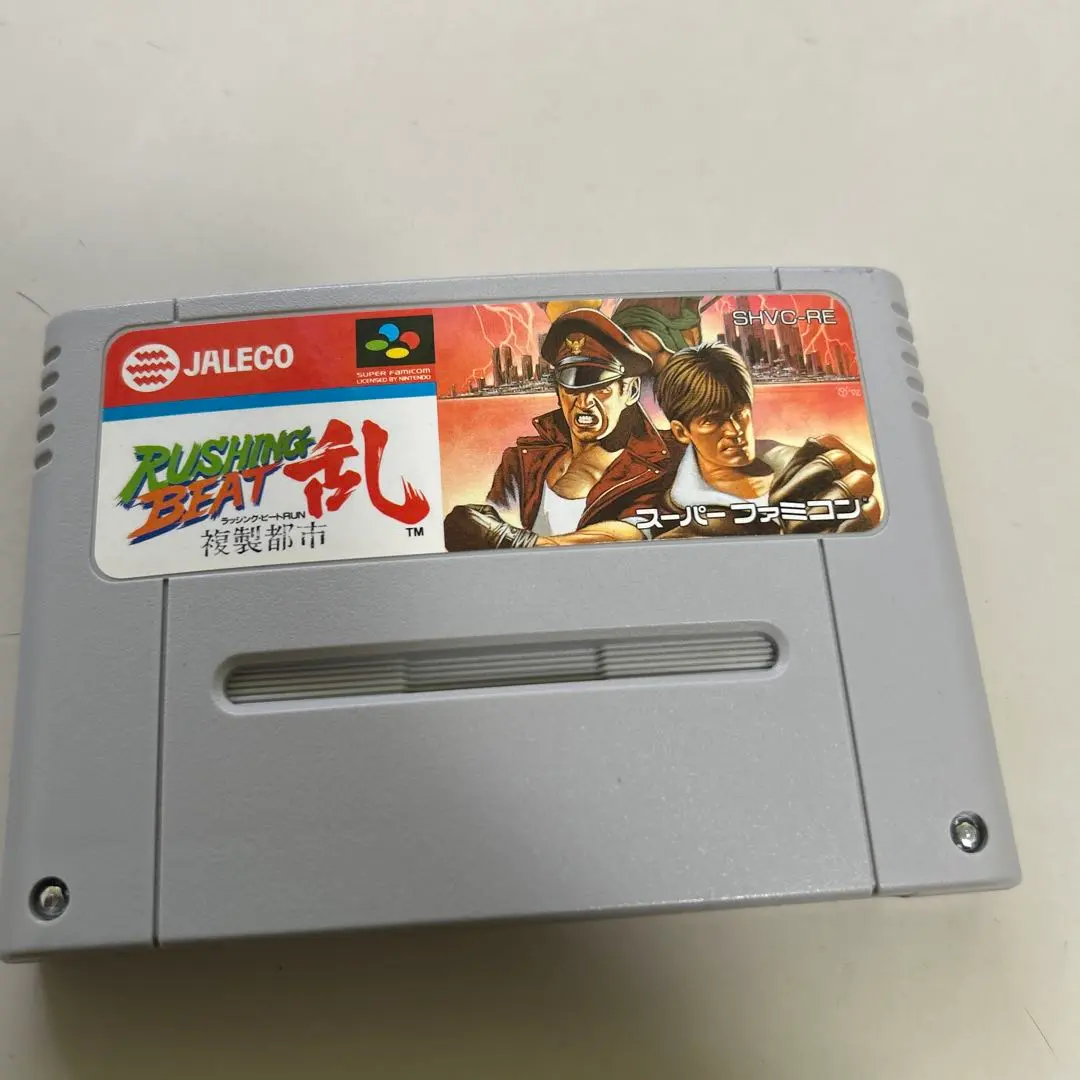 JALECO
SUPER FAMICOM
LICENSED BY NINTENDO
RUSHING
BEAT
乱
ラッシング・ビートRUN
複製都市
TM
SHVC-RE
'92
スーパーファミコン